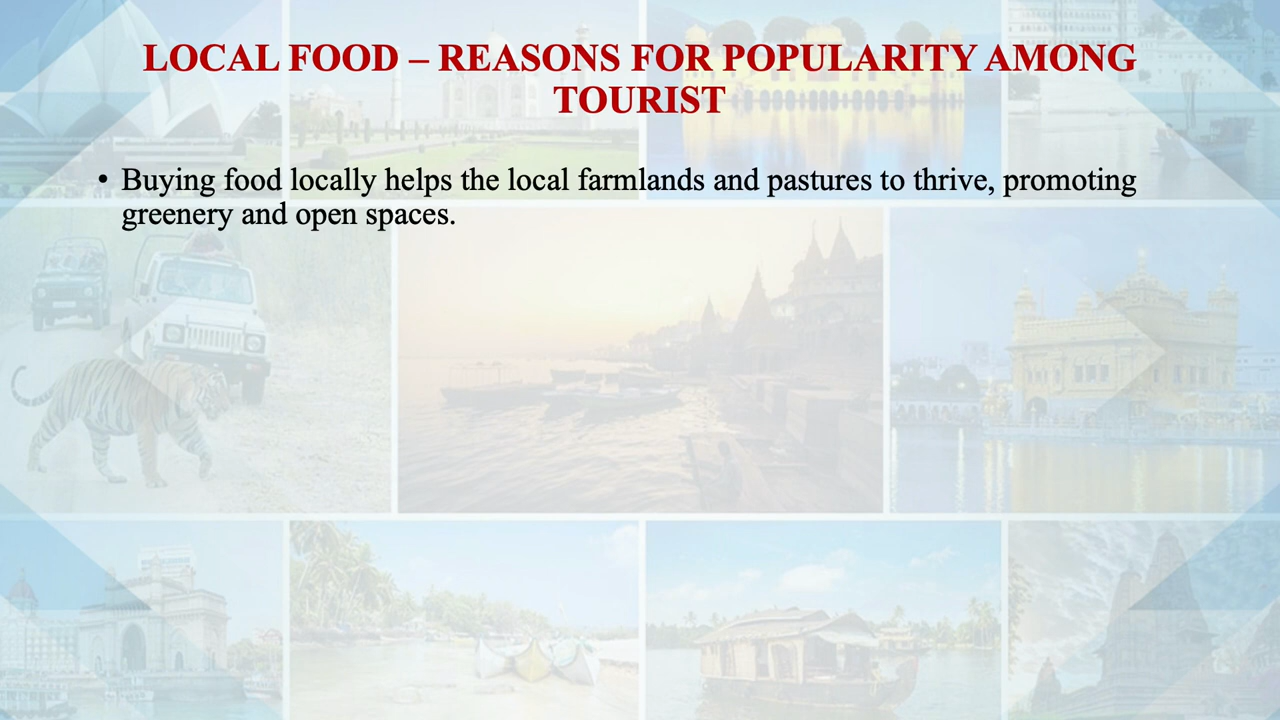 LOCAL FOOD – REASONS FOR POPULARITY AMONG
TOURIST
• Buying food locally helps the local farmlands and pastures to thrive, promoting
greenery and open spaces.